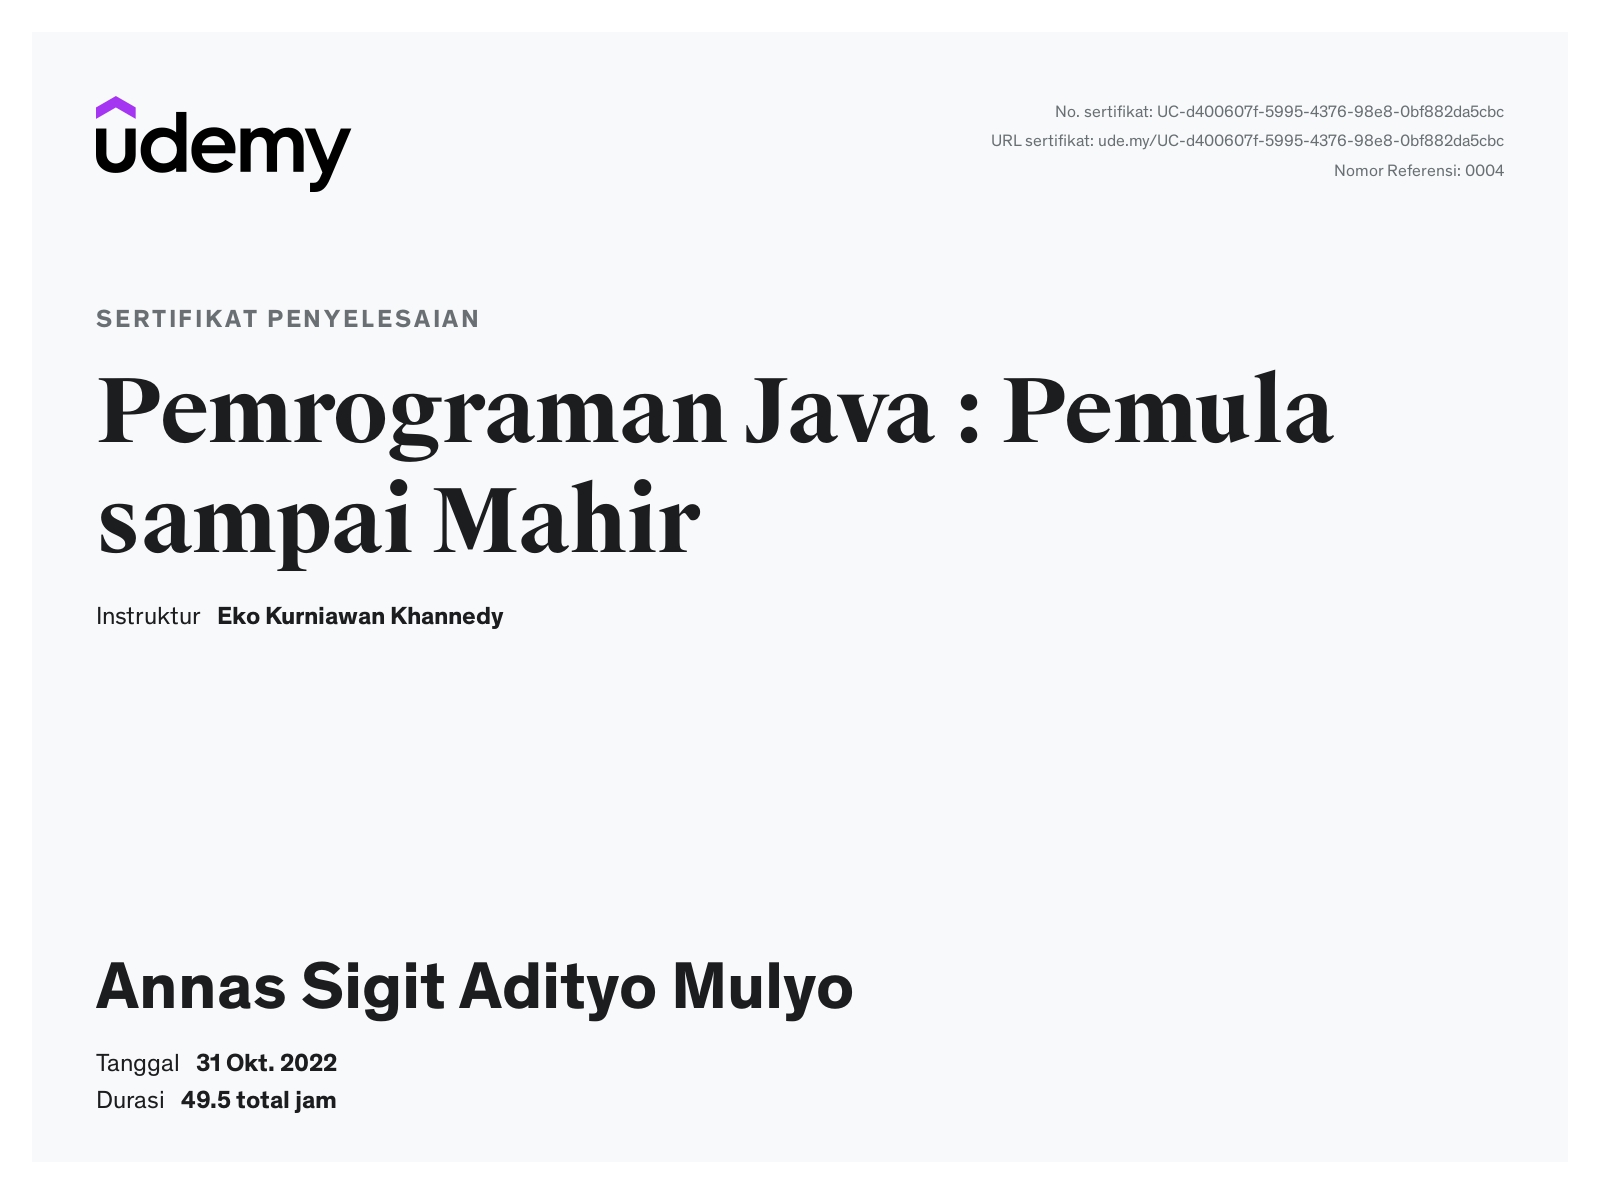 udemy
No. sertifikat: UC-d400607f-5995-4376-98e8-0bf882da5cbc
URL sertifikat: ude.my/UC-d400607f-5995-4376-98e8-0bf882da5cbc
Nomor Referensi: 0004
SERTIFIKAT PENYELESAIAN
Pemrograman Java : Pemula
sampai Mahir
Instruktur Eko Kurniawan Khannedy
Annas Sigit Adityo Mulyo
Tanggal 31 Okt. 2022
Durasi 49.5 total jam